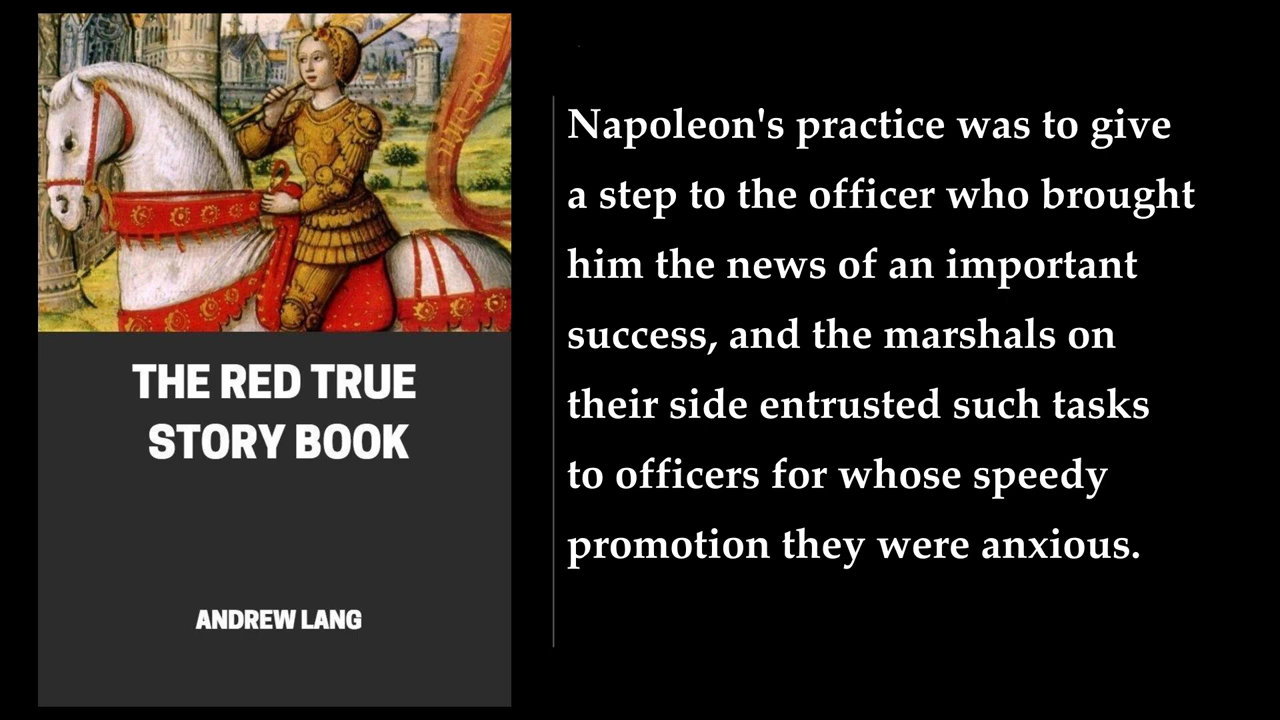 THE RED TRUE
STORY BOOK
ANDREW LANG
Napoleon's practice was to give
a step to the officer who brought
him the news of an important
success, and the marshals on
their side entrusted such tasks
to officers for whose speedy
promotion they were anxious.